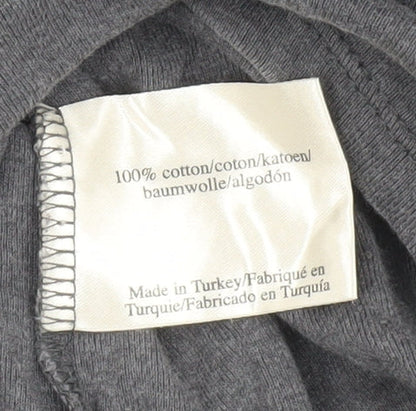 100% cotton/coton/katoen/
baumwolle/algodón
Made in Turkey/Fabriqué en
Turquie/Fabricado en Turquía